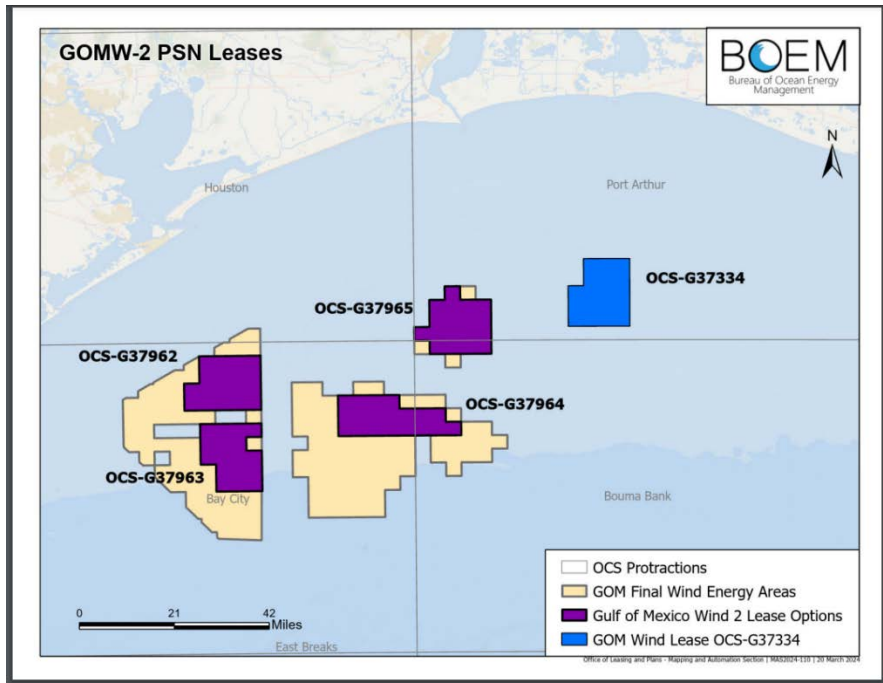 GOMW-2 PSN Leases
BOEM
Bureau of Ocean Energy
Management
N
Houston
Port Arthur
OCS-G37334
OCS-G37965
OCS-G37962
OCS-G37964
OCS-G37963
Bay City
Bouma Bank
OCS Protractions
GOM Final Wind Energy Areas
Gulf of Mexico Wind 2 Lease Options
GOM Wind Lease OCS-G37334
0 21 42
Miles
East Breaks
Office of Leasing and Plans - Mapping and Automation Section | MAS2024-110 | 20 March 2024